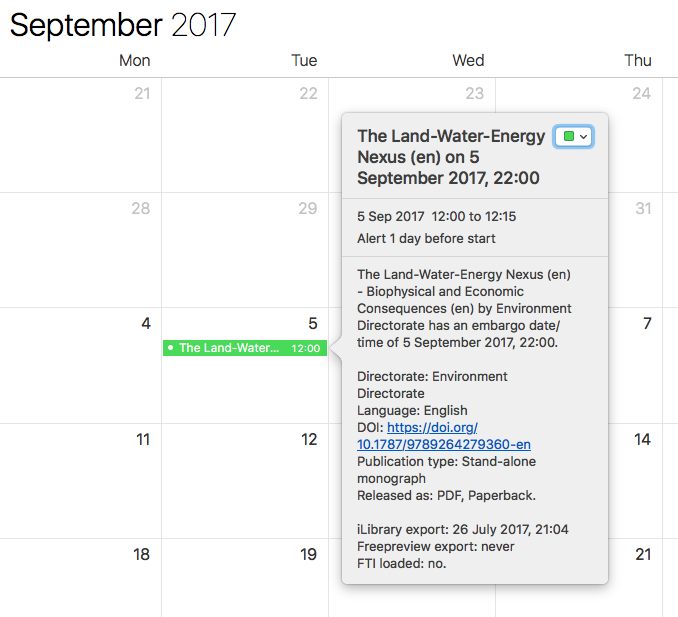 September 2017
Mon Tue Wed Thu
21 22 23 24
The Land-Water-Energy
Nexus (en) on 5
September 2017, 22:00
28 29 31
5 Sep 2017 12:00 to 12:15
Alert 1 day before start
The Land-Water-Energy Nexus (en)
- Biophysical and Economic
Consequences (en) by Environment
Directorate has an embargo date/
time of 5 September 2017, 22:00.
4 5 7
The Land-Water... 12:00
Directorate: Environment
Directorate
Language: English
DOI: https://doi.org/
10.1787/9789264279360-en
Publication type: Stand-alone
monograph
Released as: PDF, Paperback.
11 12 14
iLibrary export: 26 July 2017, 21:04
Freepreview export: never
FTI loaded: no.
18 19 21